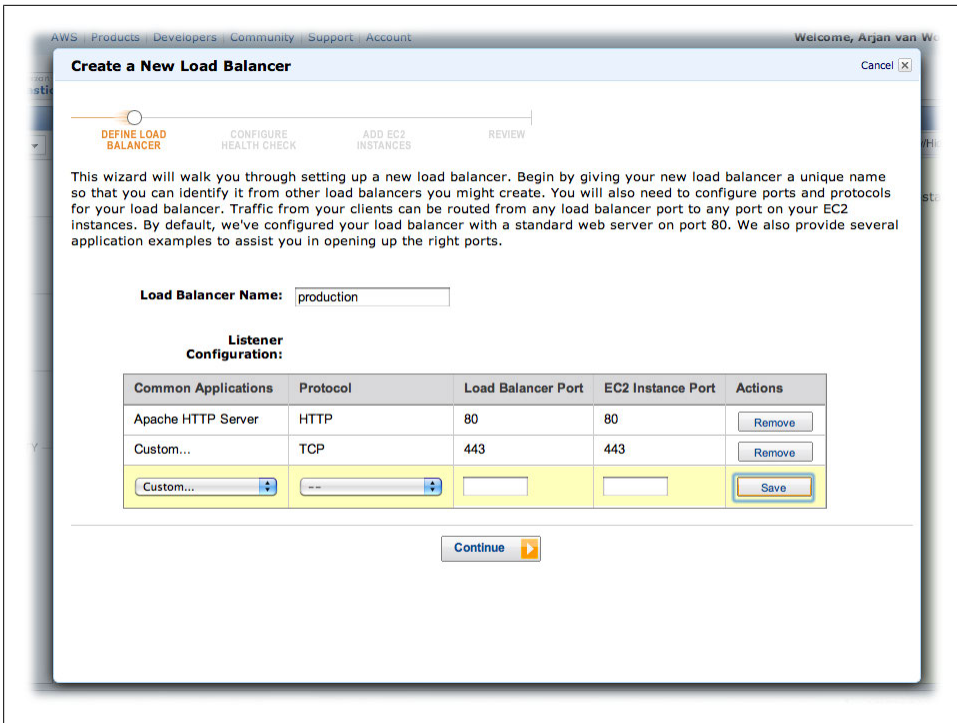 AWS | Products | Developers | Community | Support | Account
Welcome, Arjan van
Create a New Load Balancer
Cancel
DEFINE LOAD BALANCER
CONFIGURE HEALTH CHECK
ADD EC2 INSTANCES
REVIEW
This wizard will walk you through setting up a new load balancer. Begin by giving your new load balancer a unique name
so that you can identify it from other load balancers you might create. You will also need to configure ports and protocols
for your load balancer. Traffic from your clients can be routed from any load balancer port to any port on your EC2
instances. By default, we've configured your load balancer with a standard web server on port 80. We also provide several
application examples to assist you in opening up the right ports.
Load Balancer Name: production
Listener
Configuration:
Common Applications Protocol Load Balancer Port EC2 Instance Port Actions
Apache HTTP Server HTTP 80 80 Remove
Custom... TCP 443 443 Remove
Custom... -- Save
Continue